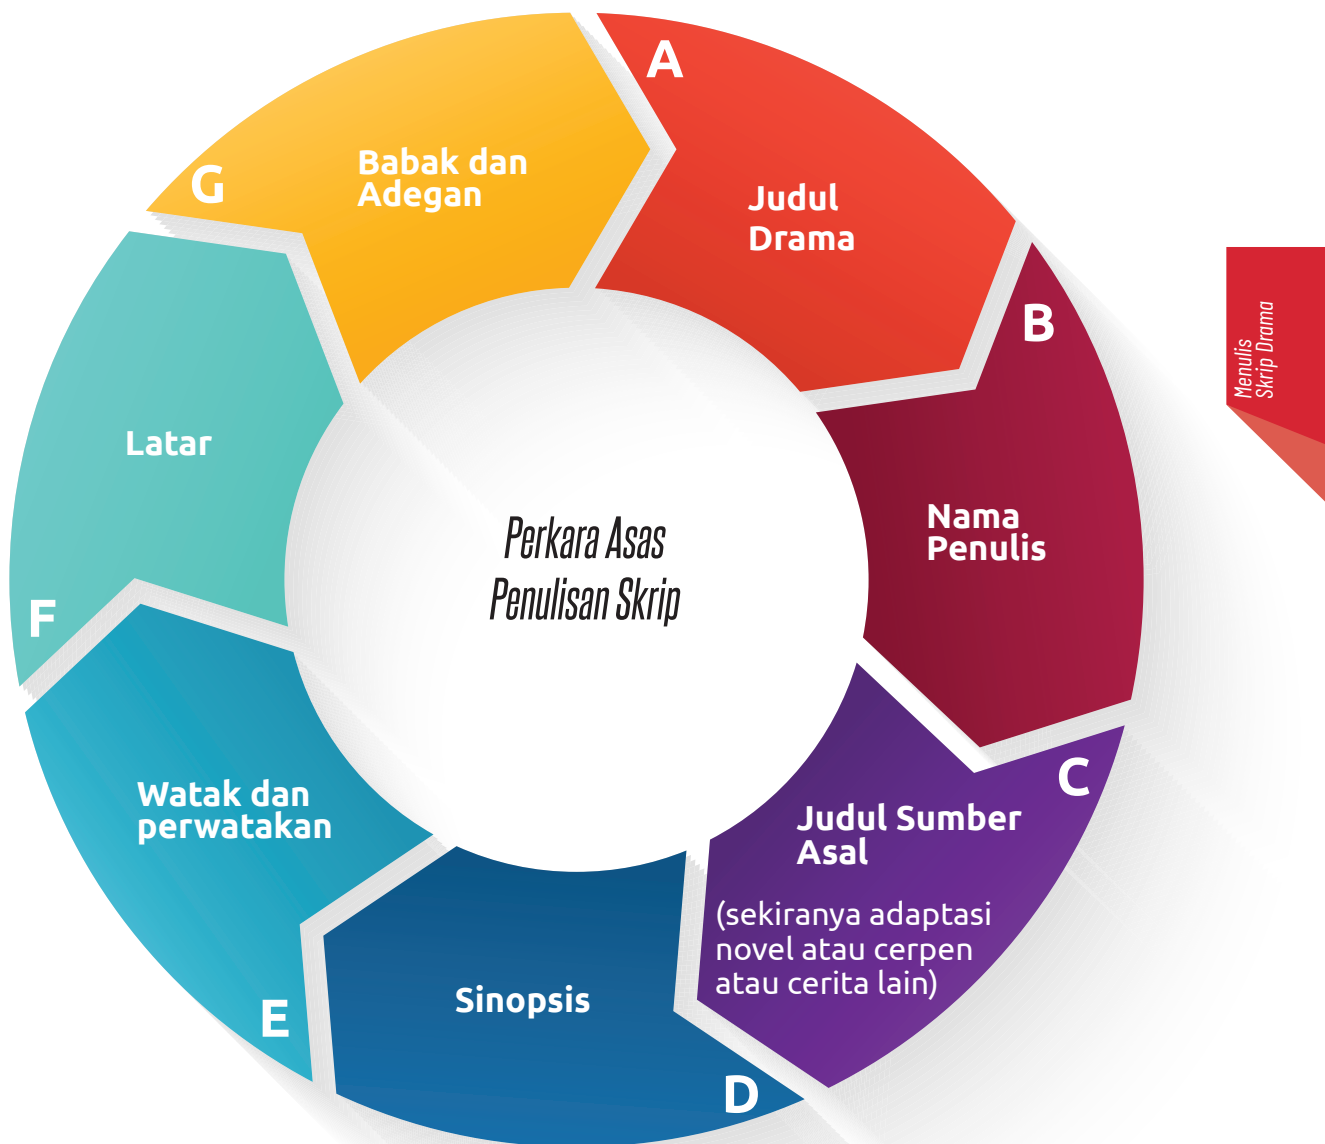 A
Judul
Drama
B
Nama
Penulis
C
Judul Sumber
Asal
(sekiranya adaptasi
novel atau cerpen
atau cerita lain)
D
Sinopsis
E
Watak dan
perwatakan
F
Latar
G
Babak dan
Adegan
Perkara Asas
Penulisan Skrip
Menulis
Skrip Drama